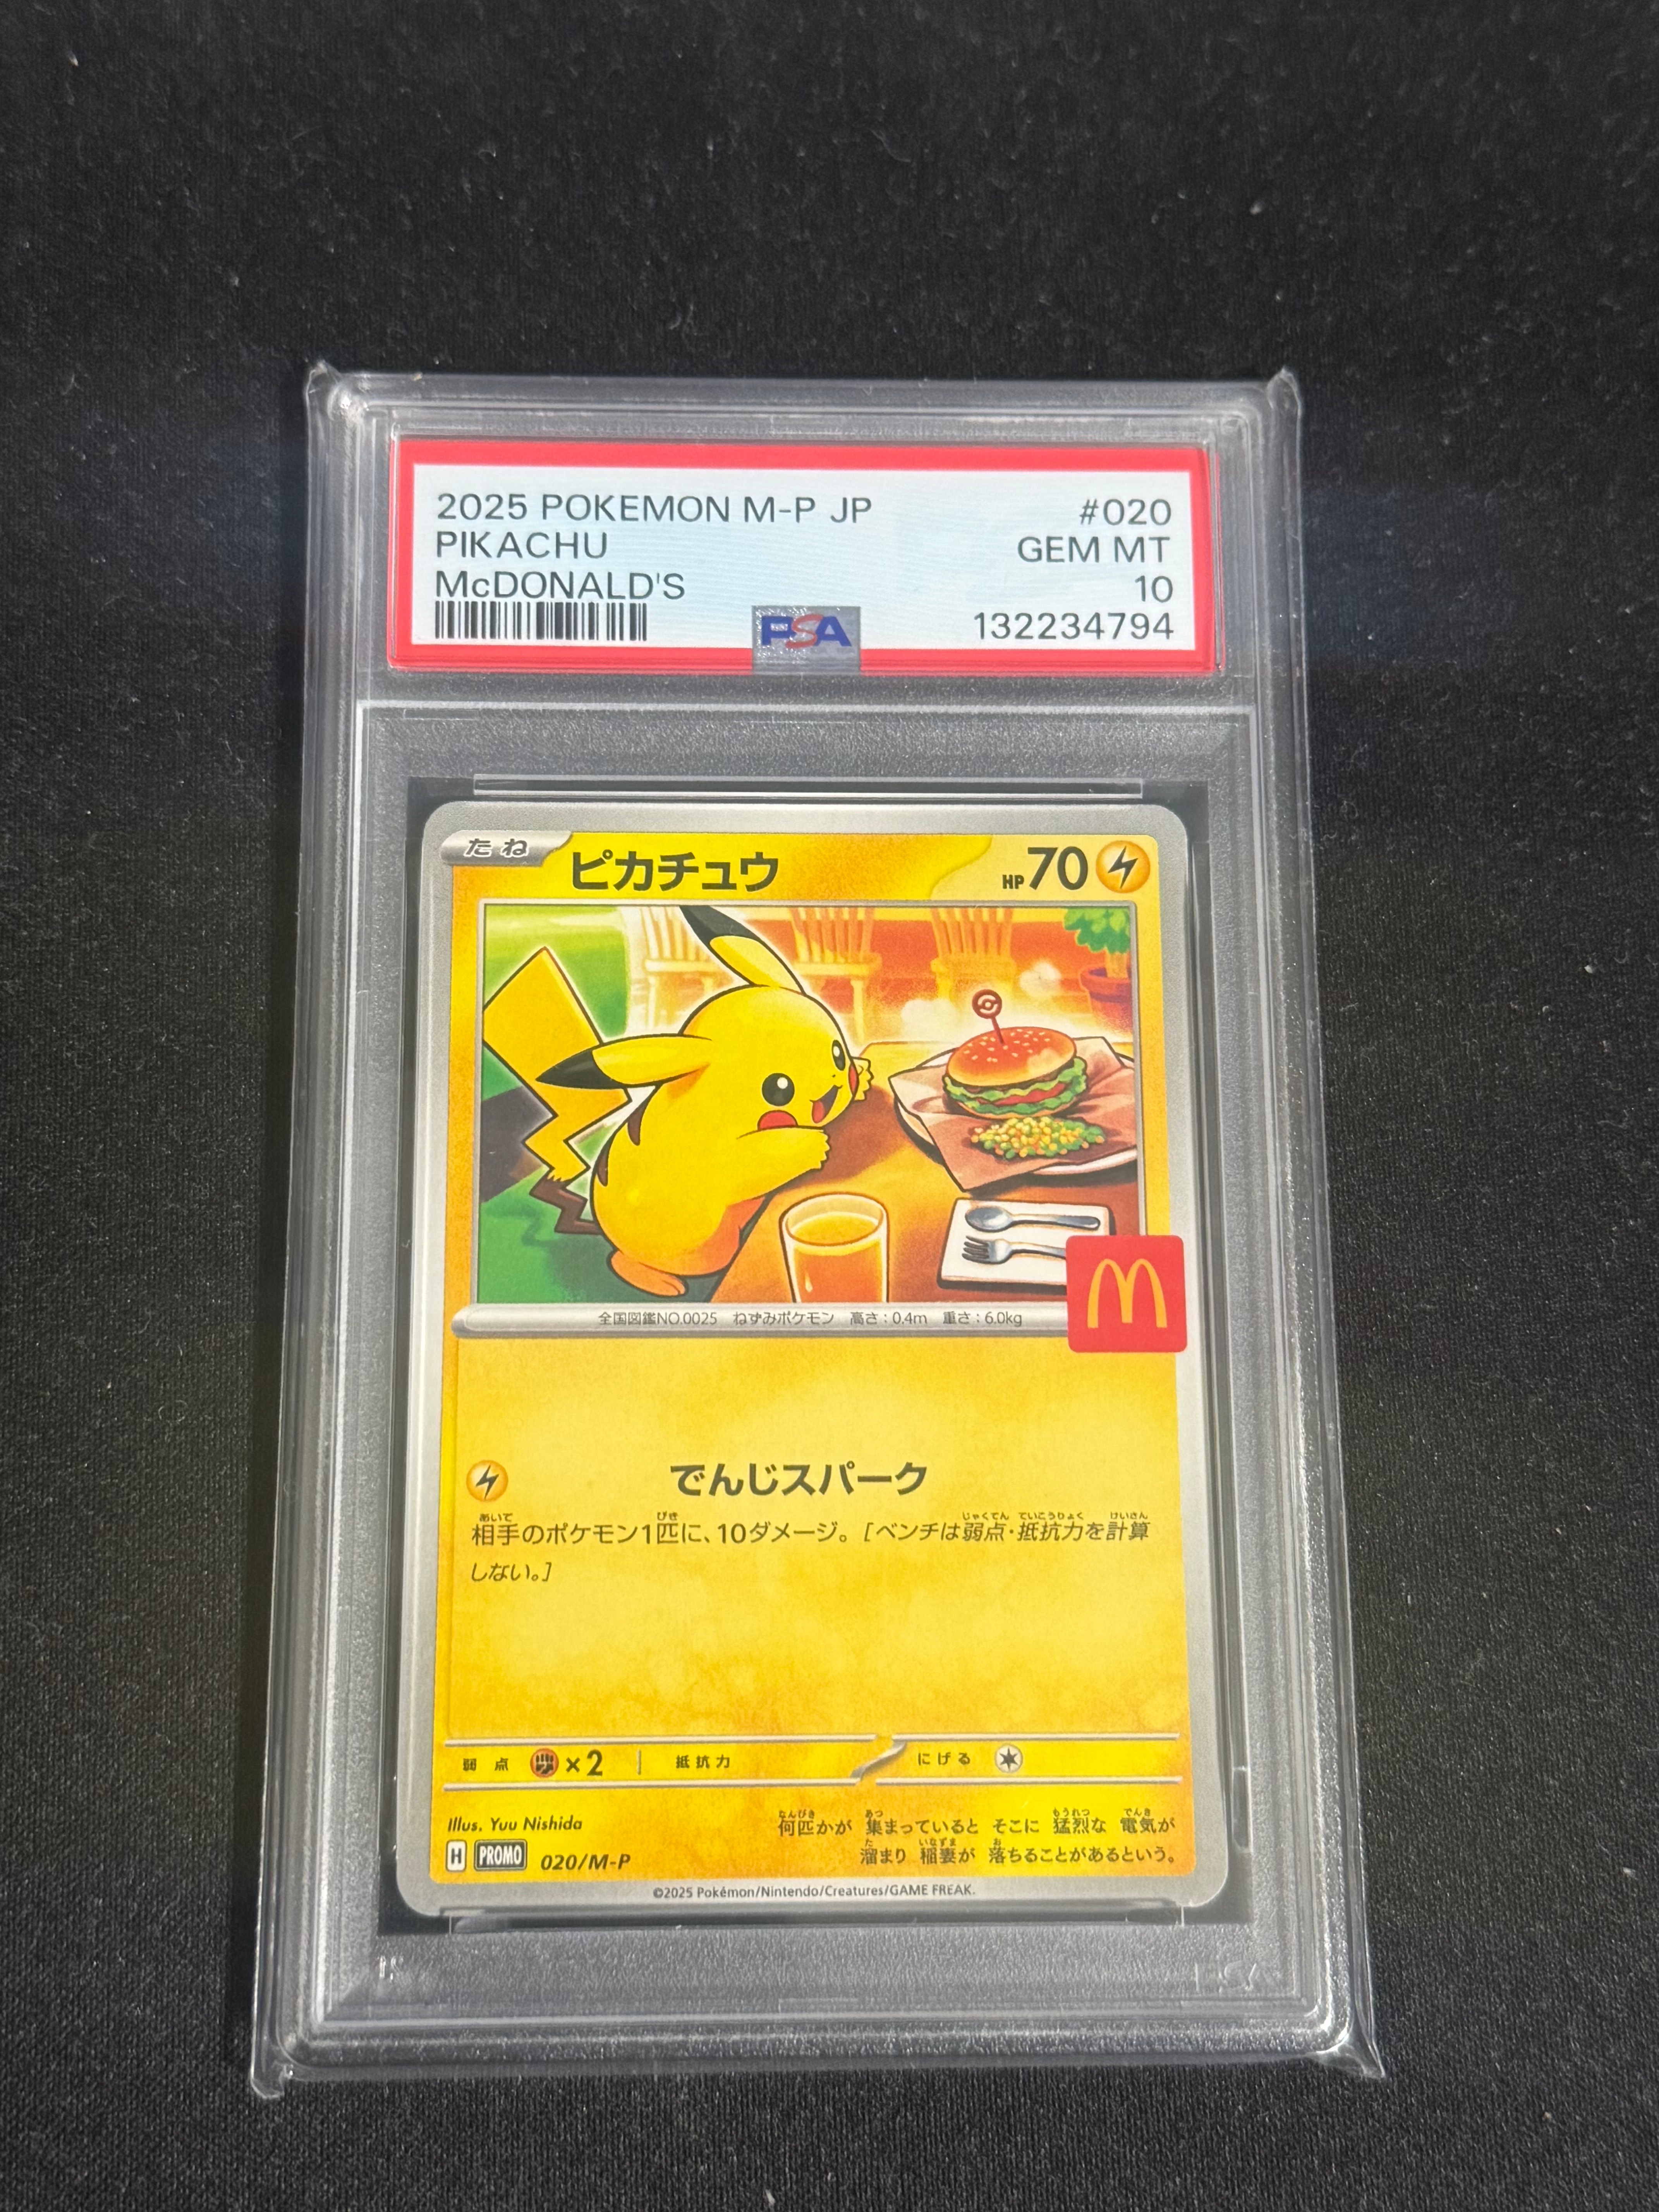 2025 POKEMON M-P JP #020
PIKACHU GEM MT
McDONALD'S 10
PSA 132234794
たね ピカチュウ HP70
全国図鑑NO.0025 ねずみポケモン 高さ:0.4m 重さ:6.0kg
M
でんじスパーク
相手のポケモン1匹に、10ダメージ。[ベンチは弱点・抵抗力を計算
しない。]
弱点 ×2 抵抗力 にげる
Illus. Yuu Nishida
何匹かが 集まっていると そこに 猛烈な 電気が
溜まり 稲妻が 落ちることがあるという。
H PROMO 020/M-P
©2025 Pokémon/Nintendo/Creatures/GAME FREAK.